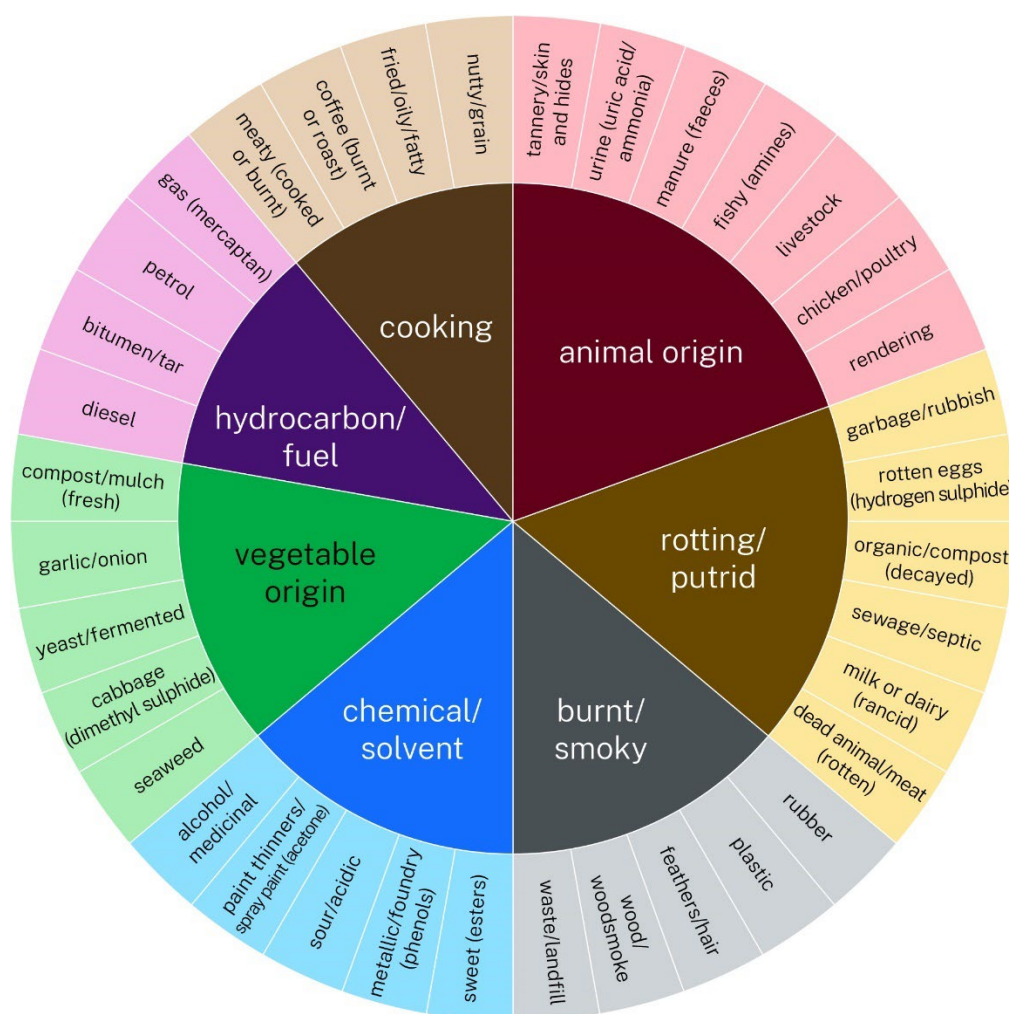 cooking
nutty/grain
fried/oily/fatty
coffee (burnt
or roast)
meaty (cooked
or burnt)
animal origin
tannery/skin
and hides
urine (uric acid/
ammonia)
manure (faeces)
fishy (amines)
livestock
chicken/poultry
rendering
rotting/
putrid
garbage/rubbish
rotten eggs
(hydrogen sulphide)
organic/compost
(decayed)
sewage/septic
milk or dairy
(rancid)
dead animal/meat
(rotten)
burnt/
smoky
rubber
plastic
feathers/hair
wood/
woodsmoke
waste/landfill
chemical/
solvent
sweet (esters)
metallic/foundry
(phenols)
sour/acidic
paint thinners/
spray paint (acetone)
alcohol/
medicinal
vegetable
origin
seaweed
cabbage
(dimethyl sulphide)
yeast/fermented
garlic/onion
compost/mulch
(fresh)
hydrocarbon/
fuel
diesel
bitumen/tar
petrol
gas (mercaptan)